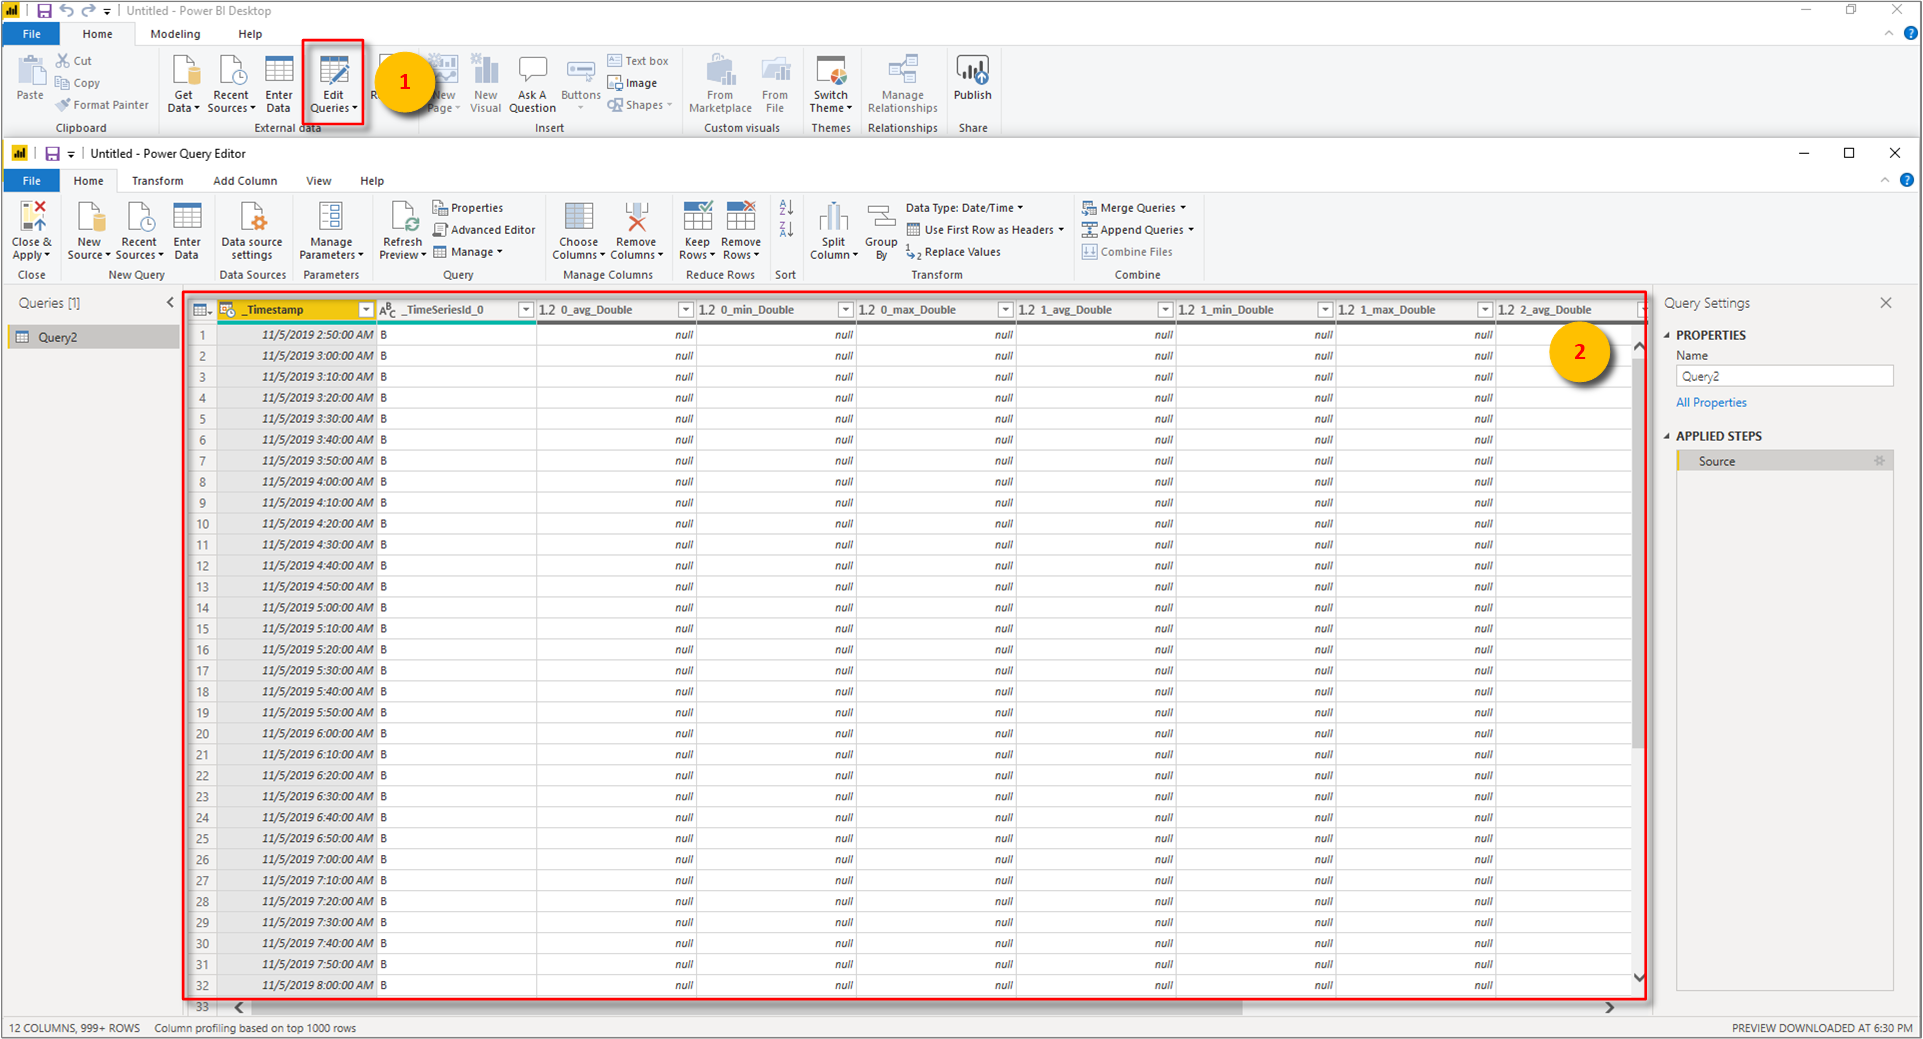 Untitled - Power BI Desktop
File Home Modeling Help
Paste
Cut
Copy
Format Painter
Clipboard
Get Data
Recent Sources
Enter Data
Edit Queries
External data
1
New Page
New Visual
Ask A Question
Buttons
Text box
Image
Shapes
Insert
From Marketplace
From File
Custom visuals
Switch Theme
Themes
Manage Relationships
Relationships
Publish
Share
Untitled - Power Query Editor
File Home Transform Add Column View Help
Close & Apply
Close
New Source
Recent Sources
Enter Data
New Query
Data source settings
Data Sources
Manage Parameters
Parameters
Refresh Preview
Properties
Advanced Editor
Manage
Query
Choose Columns
Remove Columns
Manage Columns
Keep Rows
Remove Rows
Reduce Rows
Sort
Split Column
Group By
Data Type: Date/Time
Use First Row as Headers
Replace Values
Transform
Merge Queries
Append Queries
Combine Files
Combine
Queries [1]
Query2
_Timestamp ABC _TimeSeriesId_0 1.2 0_avg_Double 1.2 0_min_Double 1.2 0_max_Double 1.2 1_avg_Double 1.2 1_min_Double 1.2 1_max_Double 1.2 2_avg_Double
1 11/5/2019 2:50:00 AM B null null null null null null
2 11/5/2019 3:00:00 AM B null null null null null null
3 11/5/2019 3:10:00 AM B null null null null null null
4 11/5/2019 3:20:00 AM B null null null null null null
5 11/5/2019 3:30:00 AM B null null null null null null
6 11/5/2019 3:40:00 AM B null null null null null null
7 11/5/2019 3:50:00 AM B null null null null null null
8 11/5/2019 4:00:00 AM B null null null null null null
9 11/5/2019 4:10:00 AM B null null null null null null
10 11/5/2019 4:20:00 AM B null null null null null null
11 11/5/2019 4:30:00 AM B null null null null null null
12 11/5/2019 4:40:00 AM B null null null null null null
13 11/5/2019 4:50:00 AM B null null null null null null
14 11/5/2019 5:00:00 AM B null null null null null null
15 11/5/2019 5:10:00 AM B null null null null null null
16 11/5/2019 5:20:00 AM B null null null null null null
17 11/5/2019 5:30:00 AM B null null null null null null
18 11/5/2019 5:40:00 AM B null null null null null null
19 11/5/2019 5:50:00 AM B null null null null null null
20 11/5/2019 6:00:00 AM B null null null null null null
21 11/5/2019 6:10:00 AM B null null null null null null
22 11/5/2019 6:20:00 AM B null null null null null null
23 11/5/2019 6:30:00 AM B null null null null null null
24 11/5/2019 6:40:00 AM B null null null null null null
25 11/5/2019 6:50:00 AM B null null null null null null
26 11/5/2019 7:00:00 AM B null null null null null null
27 11/5/2019 7:10:00 AM B null null null null null null
28 11/5/2019 7:20:00 AM B null null null null null null
29 11/5/2019 7:30:00 AM B null null null null null null
30 11/5/2019 7:40:00 AM B null null null null null null
31 11/5/2019 7:50:00 AM B null null null null null null
32 11/5/2019 8:00:00 AM B null null null null null null
33
2
Query Settings
PROPERTIES
Name
Query2
All Properties
APPLIED STEPS
Source
12 COLUMNS, 999+ ROWS Column profiling based on top 1000 rows
PREVIEW DOWNLOADED AT 6:30 PM